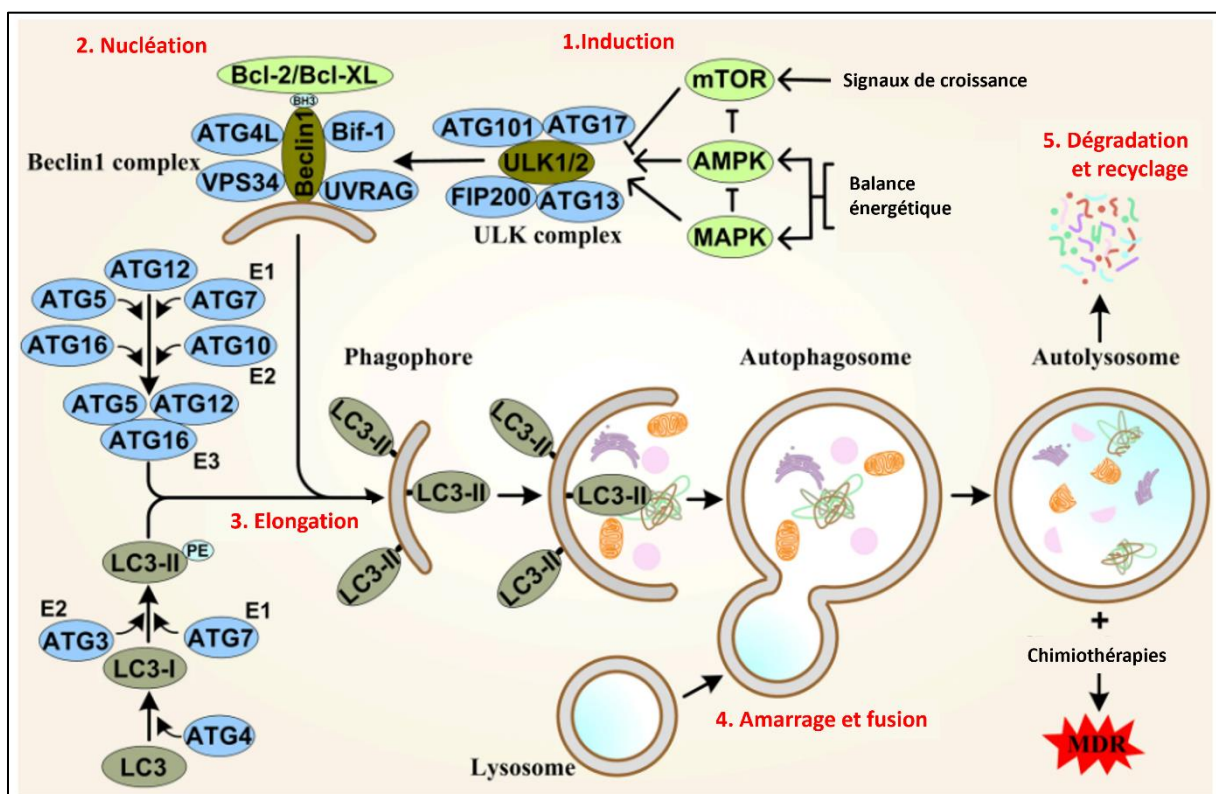 2. Nucléation
1.Induction
Bcl-2/Bcl-XL
BH3
mTOR
Signaux de croissance
ATG4L
Beclin1
Bif-1
ATG101
ATG17
5. Dégradation
et recyclage
Beclin1 complex
ULK1/2
AMPK
VPS34
UVRAG
FIP200
ATG13
Balance
énergétique
ULK complex
MAPK
ATG12
E1
ATG5
ATG7
ATG16
ATG10
E2
Phagophore
Autophagosome
Autolysosome
ATG5
ATG12
ATG16
E3
LC3-II
LC3-II
LC3-II
LC3-II
LC3-II
LC3-II
3. Elongation
LC3-II
PE
E2
E1
ATG3
ATG7
LC3-I
ATG4
LC3
+
Chimiothérapies
4. Amarrage et fusion
MDR
Lysosome